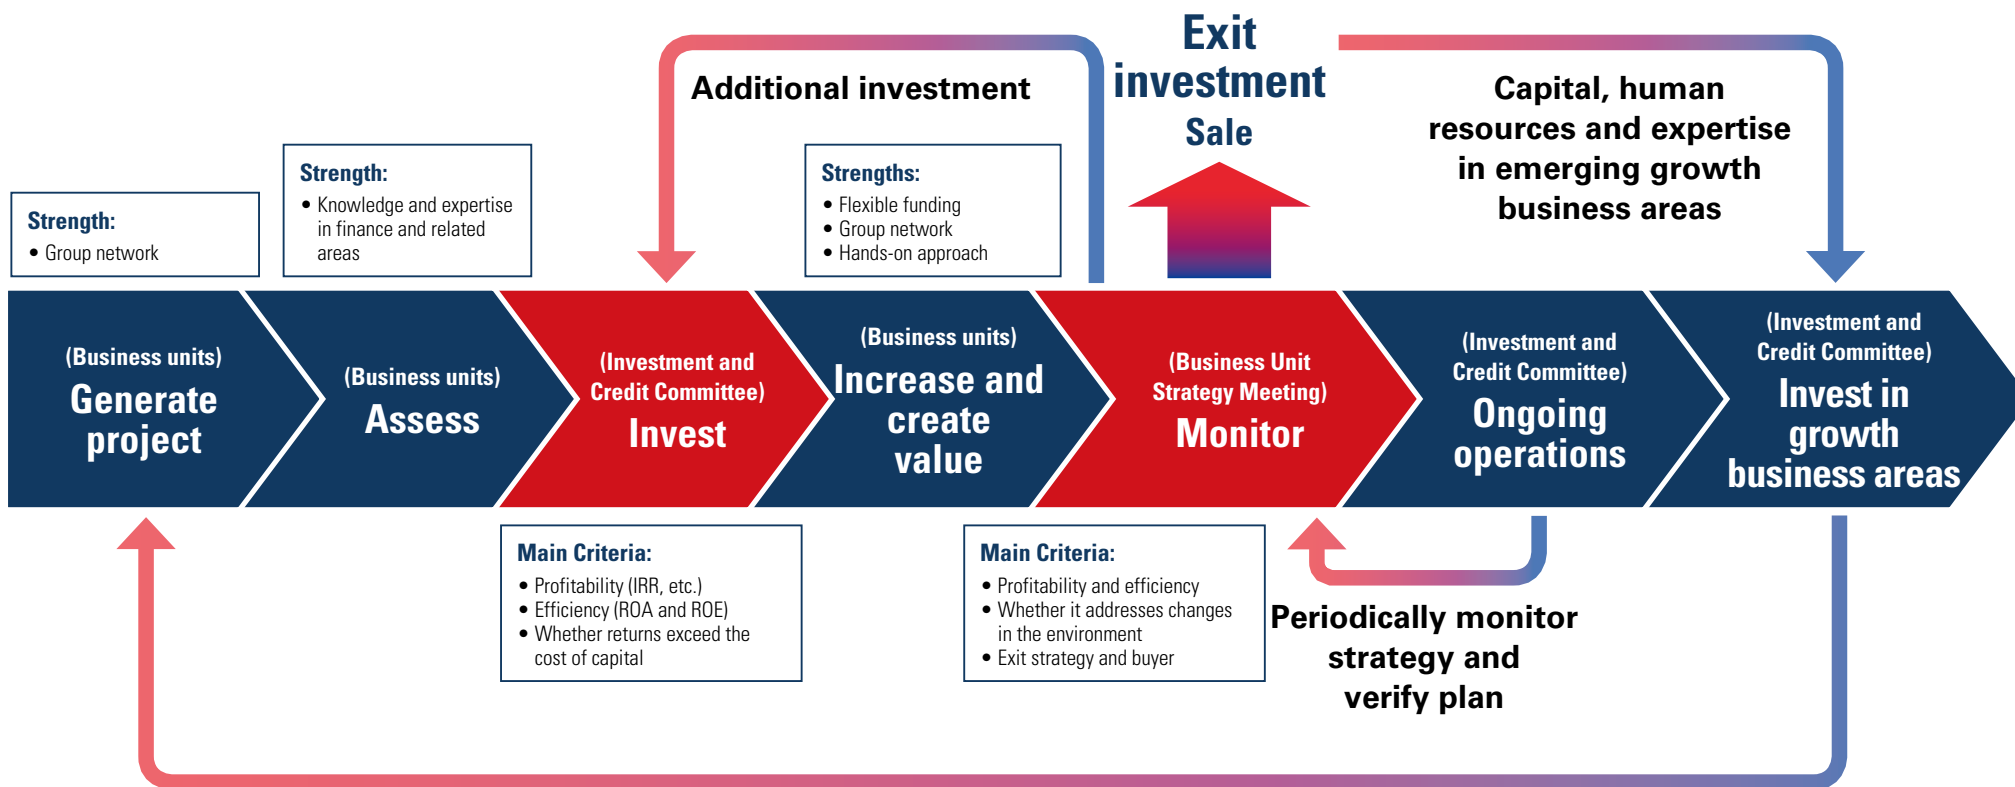 Exit
investment
Sale
Additional investment
Capital, human
resources and expertise
in emerging growth
business areas
Strength:
• Group network
Strength:
• Knowledge and expertise
in finance and related
areas
Strengths:
• Flexible funding
• Group network
• Hands-on approach
(Business units)
Generate
project
(Business units)
Assess
(Investment and
Credit Committee)
Invest
(Business units)
Increase and
create
value
(Business Unit
Strategy Meeting)
Monitor
(Investment and
Credit Committee)
Ongoing
operations
(Investment and
Credit Committee)
Invest in
growth
business areas
Main Criteria:
• Profitability (IRR, etc.)
• Efficiency (ROA and ROE)
• Whether returns exceed the
cost of capital
Main Criteria:
• Profitability and efficiency
• Whether it addresses changes
in the environment
• Exit strategy and buyer
Periodically monitor
strategy and
verify plan